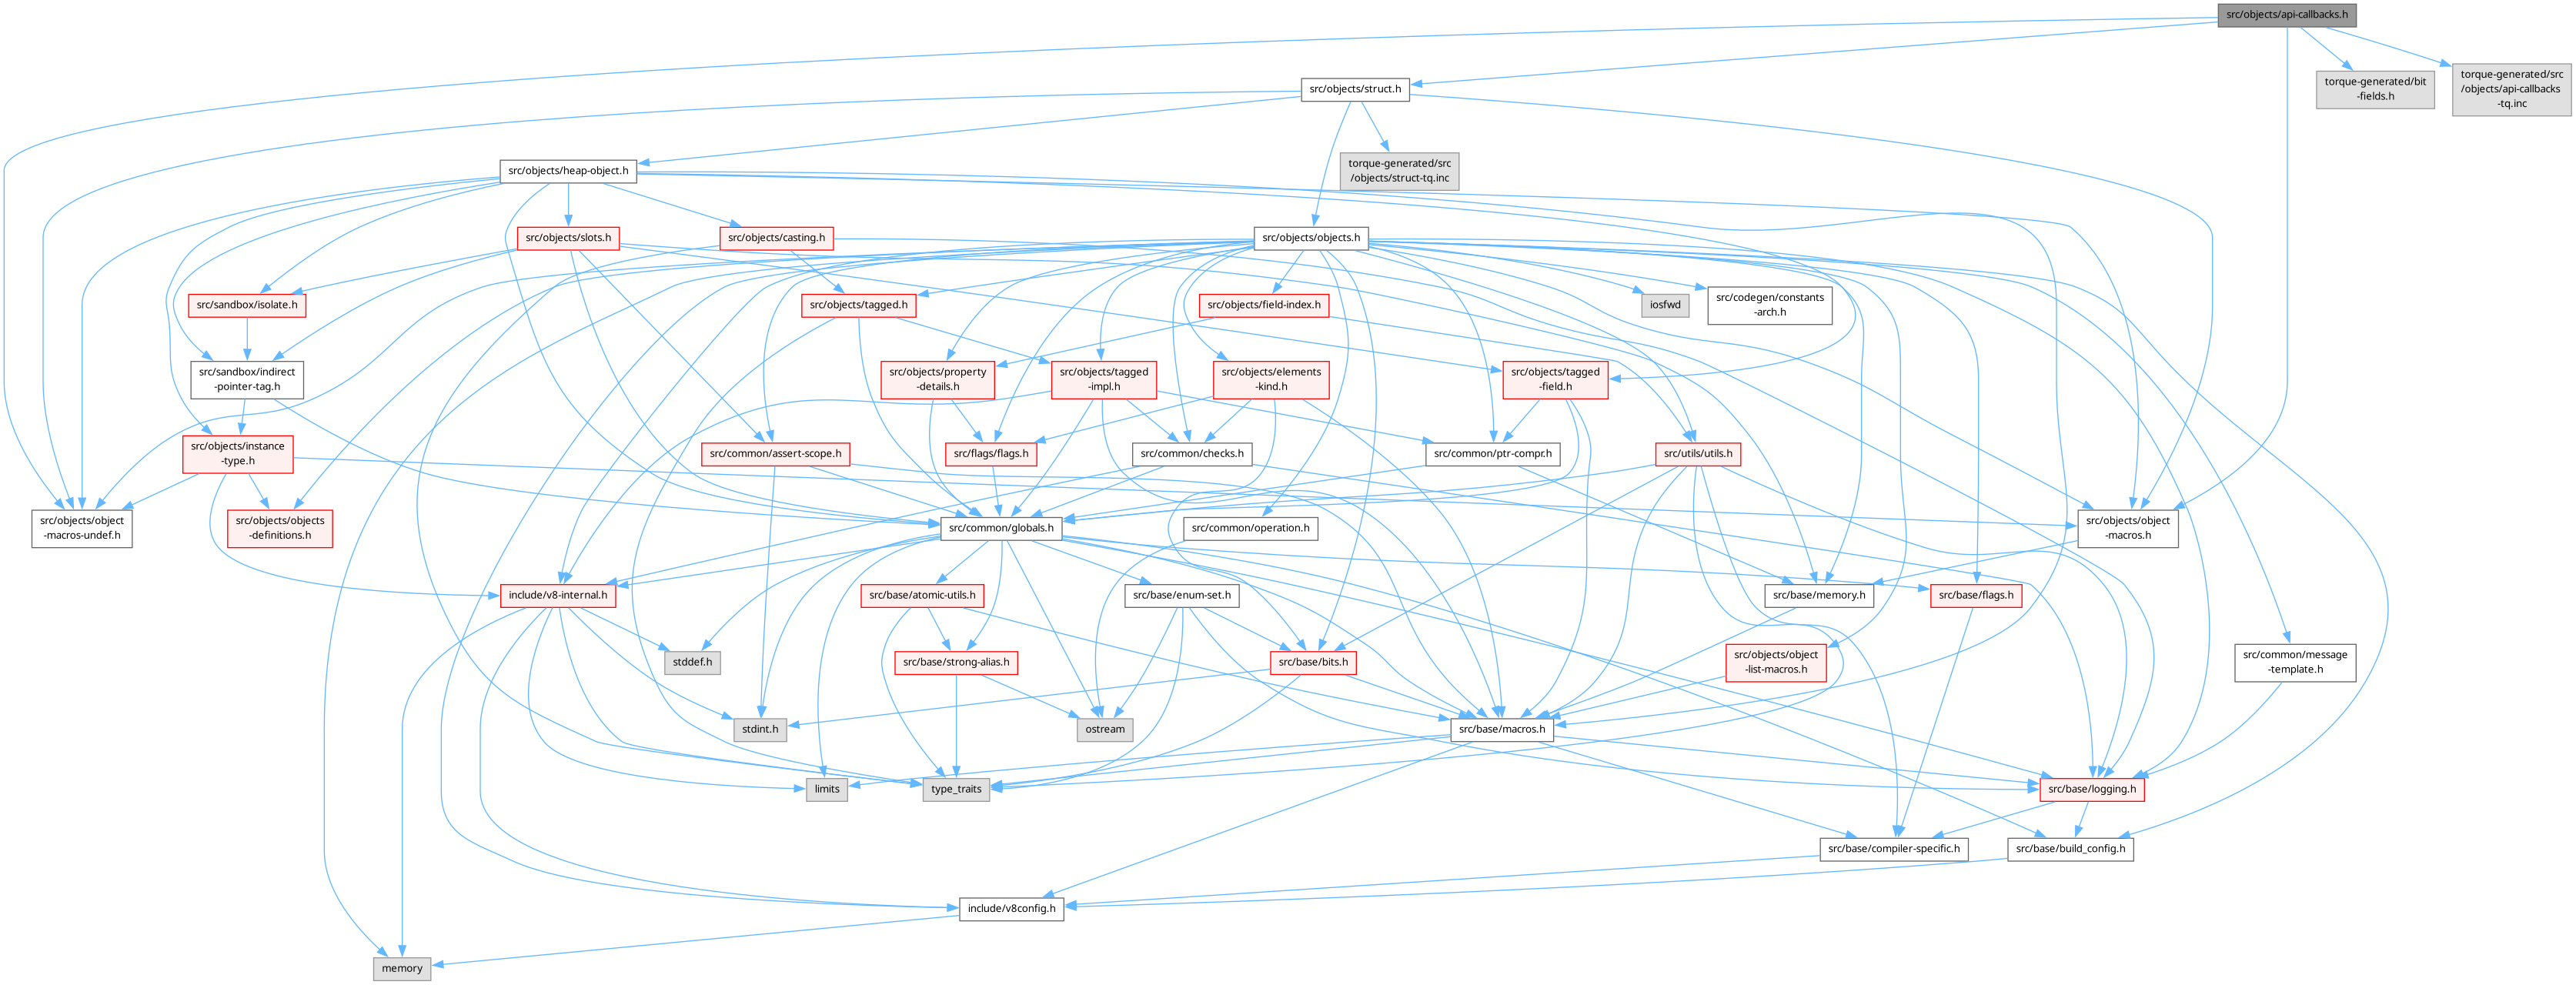 src/objects/api-callbacks.h
src/objects/struct.h
torque-generated/bit
-fields.h
torque-generated/src
/objects/api-callbacks
-tq.inc
src/objects/heap-object.h
torque-generated/src
/objects/struct-tq.inc
src/objects/slots.h
src/objects/casting.h
src/objects/objects.h
src/sandbox/isolate.h
src/objects/tagged.h
src/objects/field-index.h
iosfwd
src/codegen/constants
-arch.h
src/sandbox/indirect
-pointer-tag.h
src/objects/property
-details.h
src/objects/tagged
-impl.h
src/objects/elements
-kind.h
src/objects/tagged
-field.h
src/objects/instance
-type.h
src/common/assert-scope.h
src/flags/flags.h
src/common/checks.h
src/common/ptr-compr.h
src/utils/utils.h
src/objects/object
-macros-undef.h
src/objects/objects
-definitions.h
src/common/globals.h
src/common/operation.h
src/objects/object
-macros.h
include/v8-internal.h
src/base/atomic-utils.h
src/base/enum-set.h
src/base/memory.h
src/base/flags.h
stddef.h
src/base/strong-alias.h
src/base/bits.h
src/objects/object
-list-macros.h
src/common/message
-template.h
stdint.h
ostream
src/base/macros.h
limits
type_traits
src/base/logging.h
src/base/compiler-specific.h
src/base/build_config.h
include/v8config.h
memory